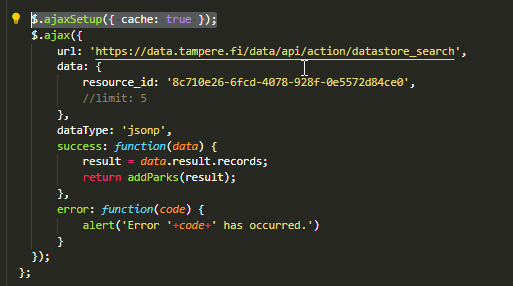 $.ajaxSetup({ cache: true });
$.ajax({
url: 'https://data.tampere.fi/data/api/action/datastore_search',
data: {
resource_id: '8c710e26-6fcd-4078-928f-0e5572d84ce0',
//limit: 5
},
dataType: 'jsonp',
success: function(data) {
result = data.result.records;
return addParks(result);
},
error: function(code) {
alert('Error '+code+' has occurred.')
}
});
};